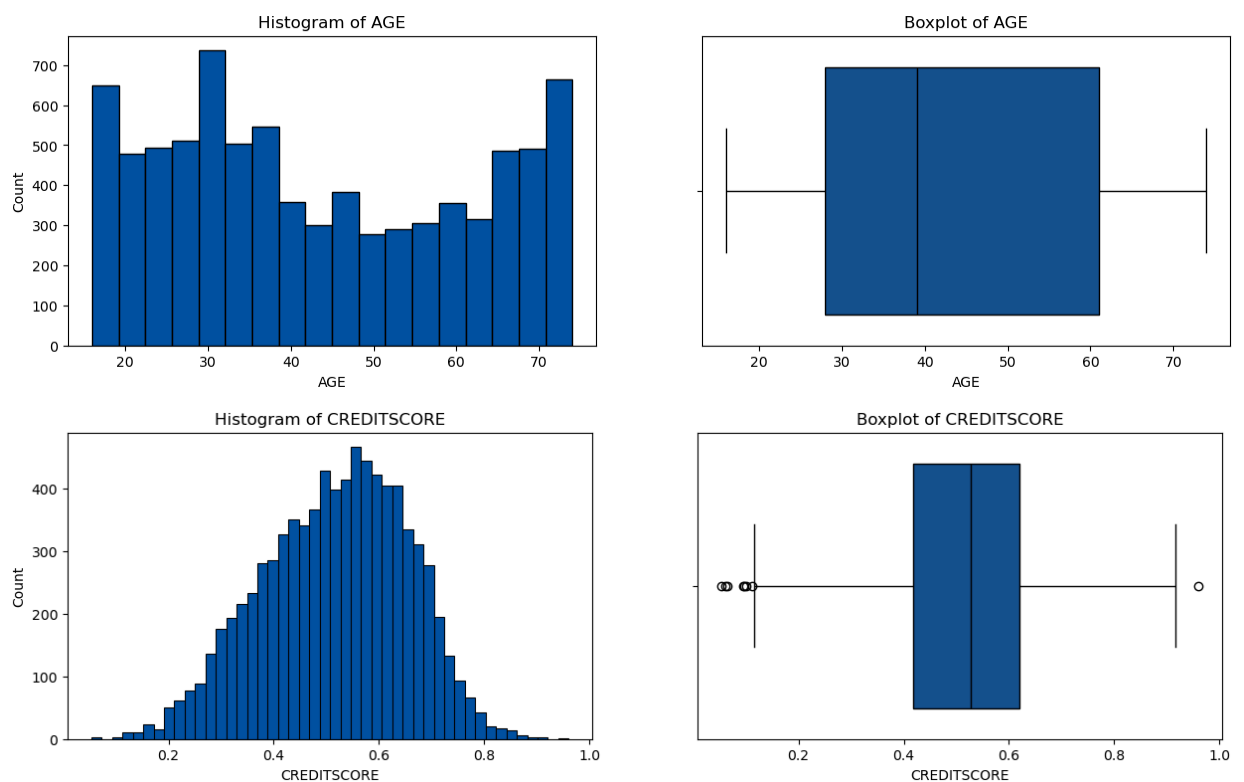 Histogram of AGE
Count
700
600
500
400
300
200
100
0
20 30 40 50 60 70
AGE
Boxplot of AGE
20 30 40 50 60 70
AGE
Histogram of CREDITSCORE
Count
400
300
200
100
0
0.2 0.4 0.6 0.8 1.0
CREDITSCORE
Boxplot of CREDITSCORE
0.2 0.4 0.6 0.8 1.0
CREDITSCORE